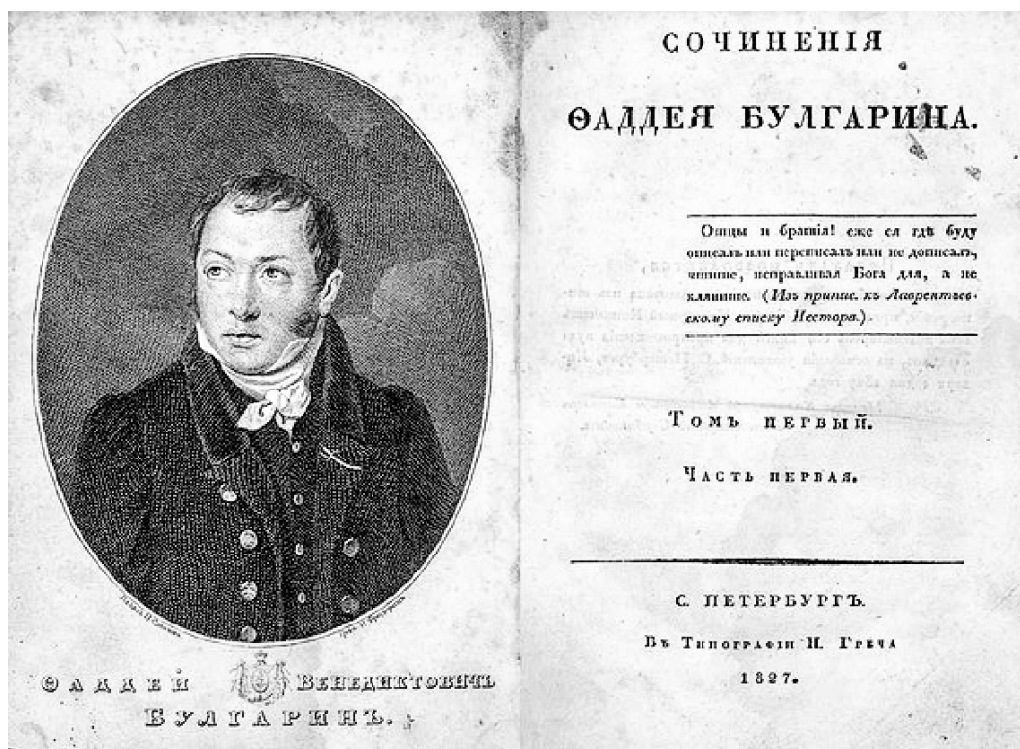 ѲАДДЕЙ ВЕНЕДИКТОВИЧЬ
БУЛГАРИНЪ.
СОЧИНЕНІЯ
ѲАДДЕЯ БУЛГАРИНА.
Отцы и братія! еже ся гдѣ буду
описалъ или переписалъ или не дописалъ,
чтите, исправливая Бога для, а не
кляните. (Изъ припис. къ Лаврентьев-
скому списку Нестора.).
Томъ первый.
Часть первая.
С. ПЕТЕРБУРГЪ.
Въ Типографіи Н. Греча
1827.